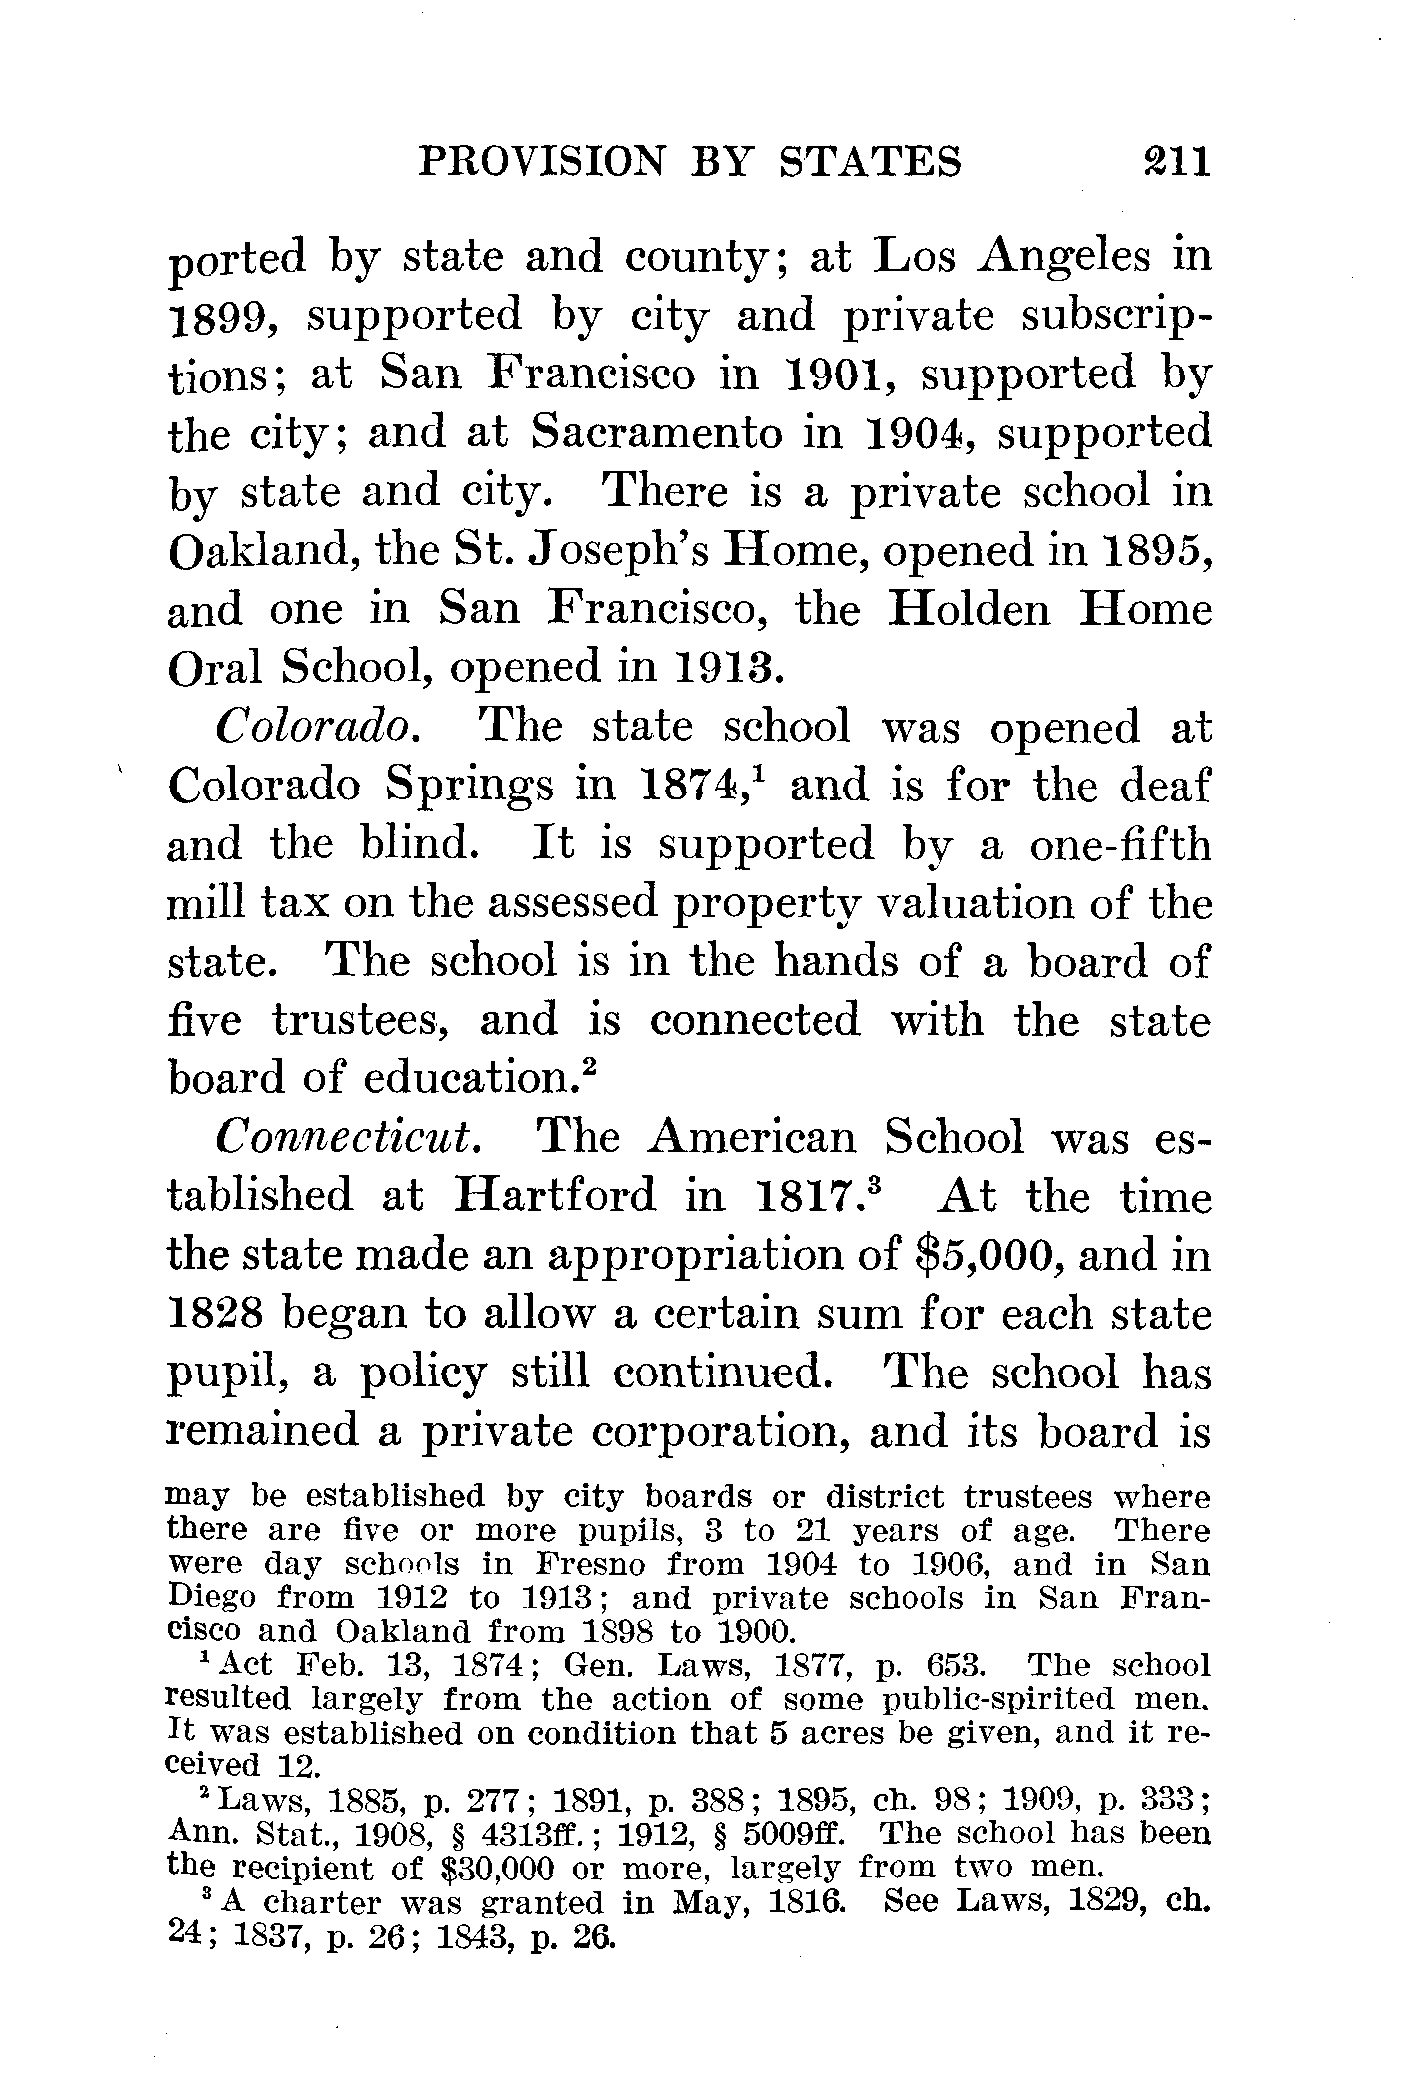 PROVISION BY STATES 211
ported by state and county; at Los Angeles in
1899, supported by city and private subscrip-
tions; at San Francisco in 1901, supported by
the city; and at Sacramento in 1904, supported
by state and city. There is a private school in
Oakland, the St. Joseph's Home, opened in 1895,
and one in San Francisco, the Holden Home
Oral School, opened in 1913.
Colorado. The state school was opened at
Colorado Springs in 1874,¹ and is for the deaf
and the blind. It is supported by a one-fifth
mill tax on the assessed property valuation of the
state. The school is in the hands of a board of
five trustees, and is connected with the state
board of education.²
Connecticut. The American School was es-
tablished at Hartford in 1817.³ At the time
the state made an appropriation of $5,000, and in
1828 began to allow a certain sum for each state
pupil, a policy still continued. The school has
remained a private corporation, and its board is
may be established by city boards or district trustees where
there are five or more pupils, 3 to 21 years of age. There
were day schools in Fresno from 1904 to 1906, and in San
Diego from 1912 to 1913; and private schools in San Fran-
cisco and Oakland from 1898 to 1900.
¹ Act Feb. 13, 1874; Gen. Laws, 1877, p. 653. The school
resulted largely from the action of some public-spirited men.
It was established on condition that 5 acres be given, and it re-
ceived 12.
² Laws, 1885, p. 277; 1891, p. 388; 1895, ch. 98; 1909, p. 333;
Ann. Stat., 1908, § 4313ff.; 1912, § 5009ff. The school has been
the recipient of $30,000 or more, largely from two men.
³ A charter was granted in May, 1816. See Laws, 1829, ch.
24; 1837, p. 26; 1843, p. 26.